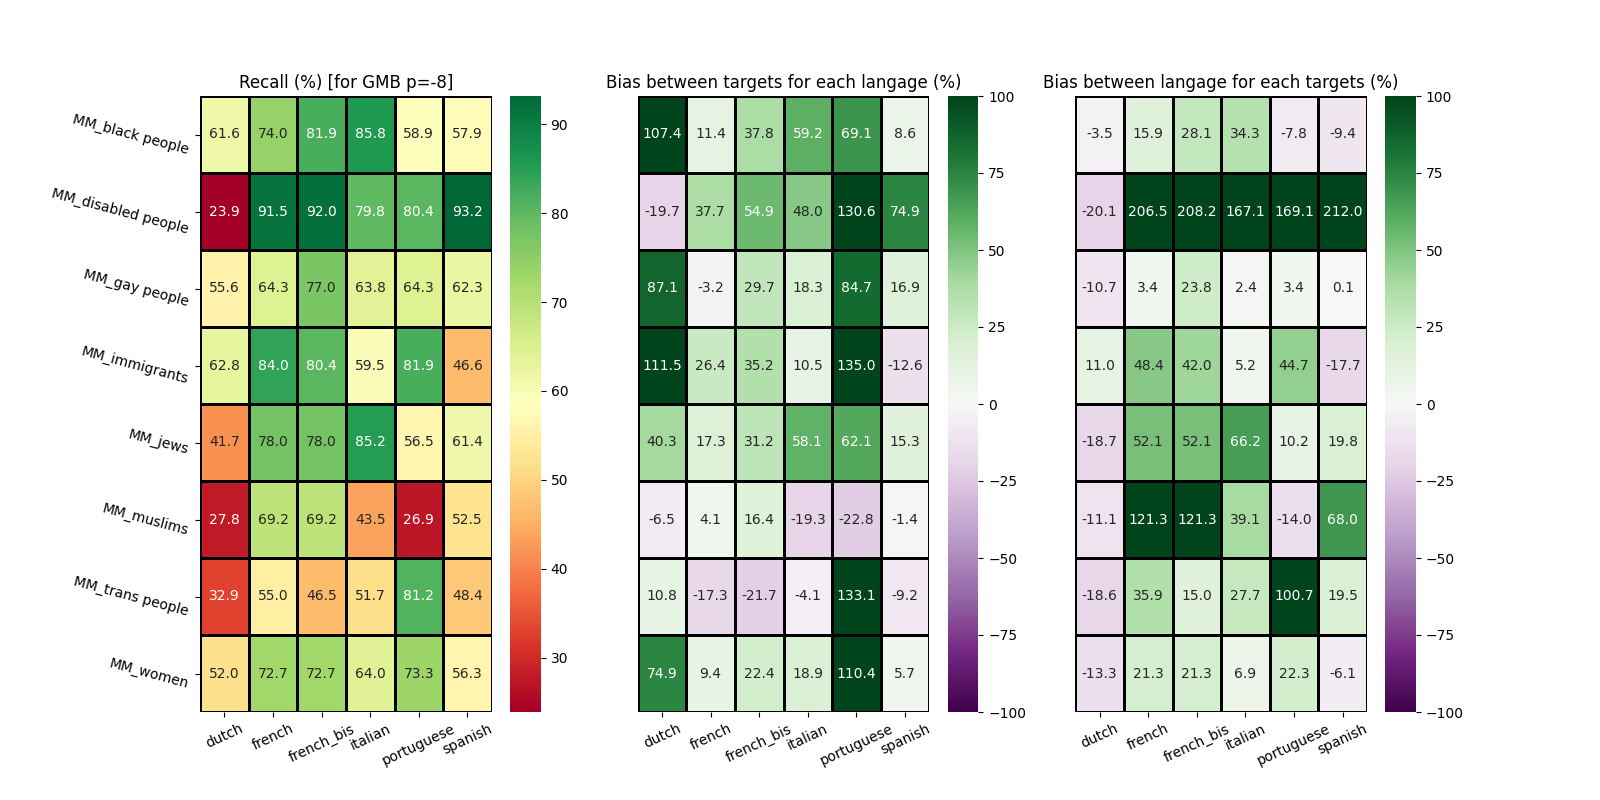 Recall (%) [for GMB p=-8] Bias between targets for each langage (%) Bias between langage for each targets (%)
MM_black people 61.6 74.0 81.9 85.8 58.9 57.9 107.4 11.4 37.8 59.2 69.1 8.6 -3.5 15.9 28.1 34.3 -7.8 -9.4
MM_disabled people 23.9 91.5 92.0 79.8 80.4 93.2 -19.7 37.7 54.9 48.0 130.6 74.9 -20.1 206.5 208.2 167.1 169.1 212.0
MM_gay people 55.6 64.3 77.0 63.8 64.3 62.3 87.1 -3.2 29.7 18.3 84.7 16.9 -10.7 3.4 23.8 2.4 3.4 0.1
MM_immigrants 62.8 84.0 80.4 59.5 81.9 46.6 111.5 26.4 35.2 10.5 135.0 -12.6 11.0 48.4 42.0 5.2 44.7 -17.7
MM_jews 41.7 78.0 78.0 85.2 56.5 61.4 40.3 17.3 31.2 58.1 62.1 15.3 -18.7 52.1 52.1 66.2 10.2 19.8
MM_muslims 27.8 69.2 69.2 43.5 26.9 52.5 -6.5 4.1 16.4 -19.3 -22.8 -1.4 -11.1 121.3 121.3 39.1 -14.0 68.0
MM_trans people 32.9 55.0 46.5 51.7 81.2 48.4 10.8 -17.3 -21.7 -4.1 133.1 -9.2 -18.6 35.9 15.0 27.7 100.7 19.5
MM_women 52.0 72.7 72.7 64.0 73.3 56.3 74.9 9.4 22.4 18.9 110.4 5.7 -13.3 21.3 21.3 6.9 22.3 -6.1
dutch french french_bis italian portuguese spanish dutch french french_bis italian portuguese spanish dutch french french_bis italian portuguese spanish
90
80
70
60
50
40
30
100
75
50
25
0
−25
−50
−75
−100
100
75
50
25
0
−25
−50
−75
−100